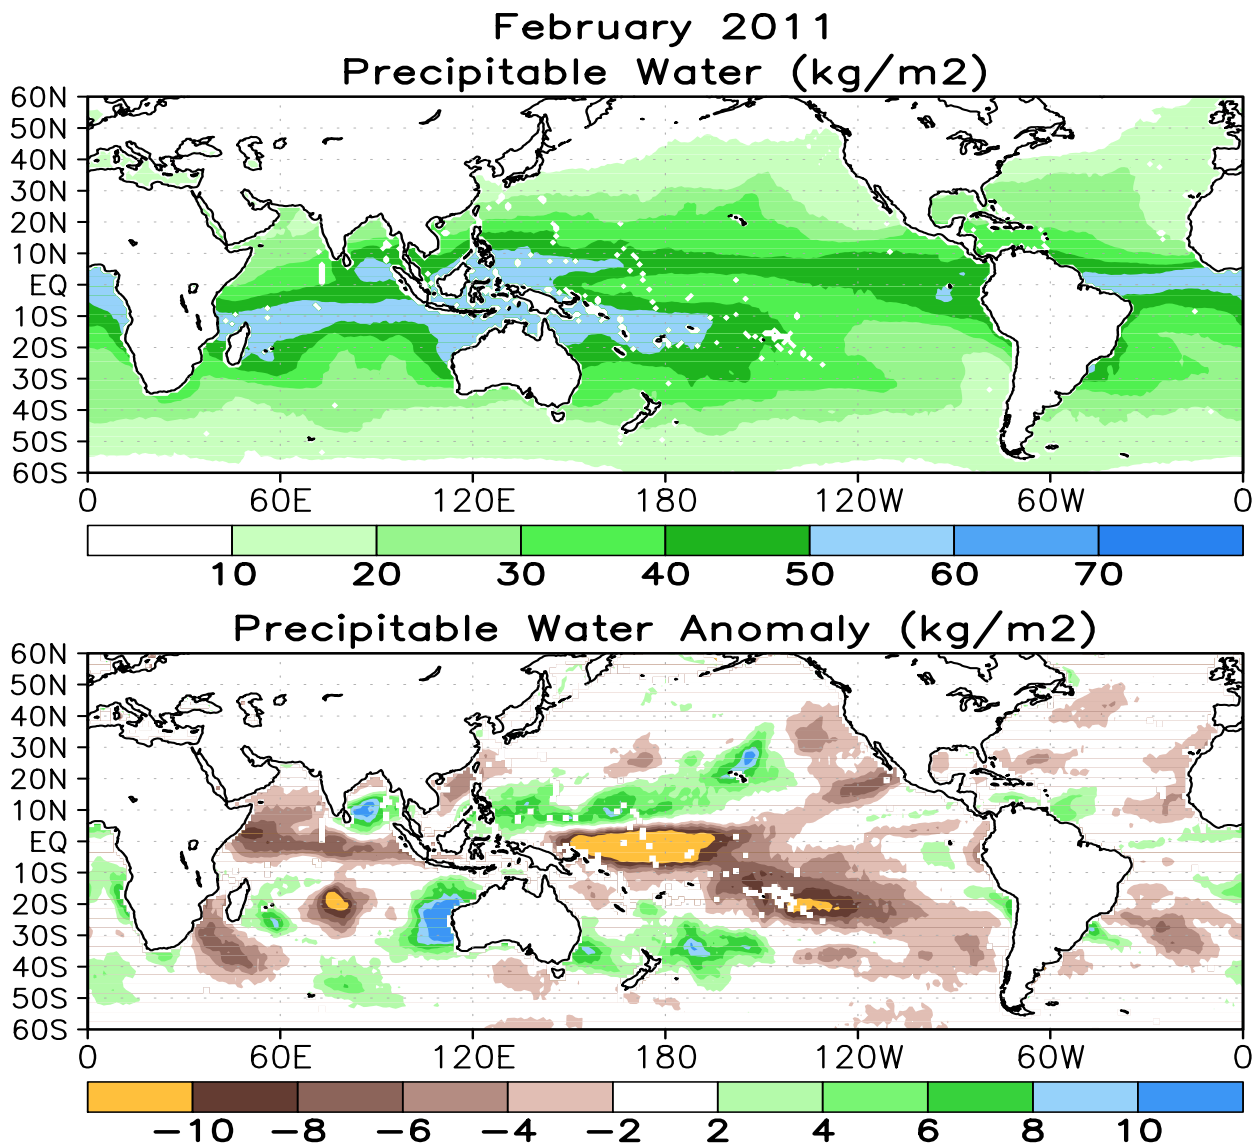 February 2011
Precipitable Water (kg/m2)
60N
50N
40N
30N
20N
10N
EQ
10S
20S
30S
40S
50S
60S
0 60E 120E 180 120W 60W 0
10 20 30 40 50 60 70
Precipitable Water Anomaly (kg/m2)
60N
50N
40N
30N
20N
10N
EQ
10S
20S
30S
40S
50S
60S
0 60E 120E 180 120W 60W 0
−10 −8 −6 −4 −2 2 4 6 8 10